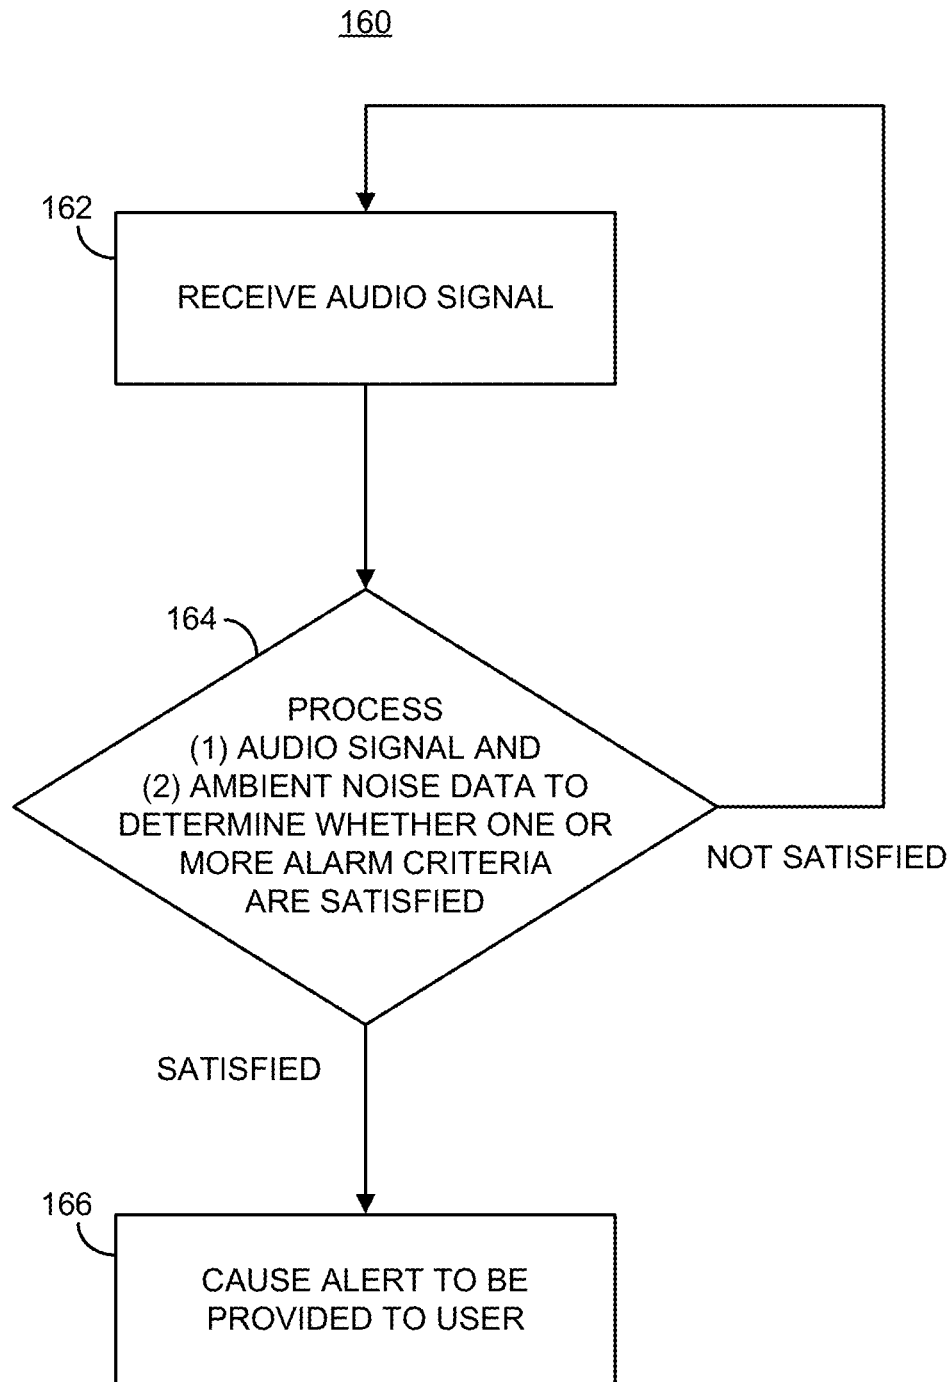 160
162
RECEIVE AUDIO SIGNAL
164
PROCESS
(1) AUDIO SIGNAL AND
(2) AMBIENT NOISE DATA TO
DETERMINE WHETHER ONE OR
MORE ALARM CRITERIA
ARE SATISFIED
NOT SATISFIED
SATISFIED
166
CAUSE ALERT TO BE
PROVIDED TO USER